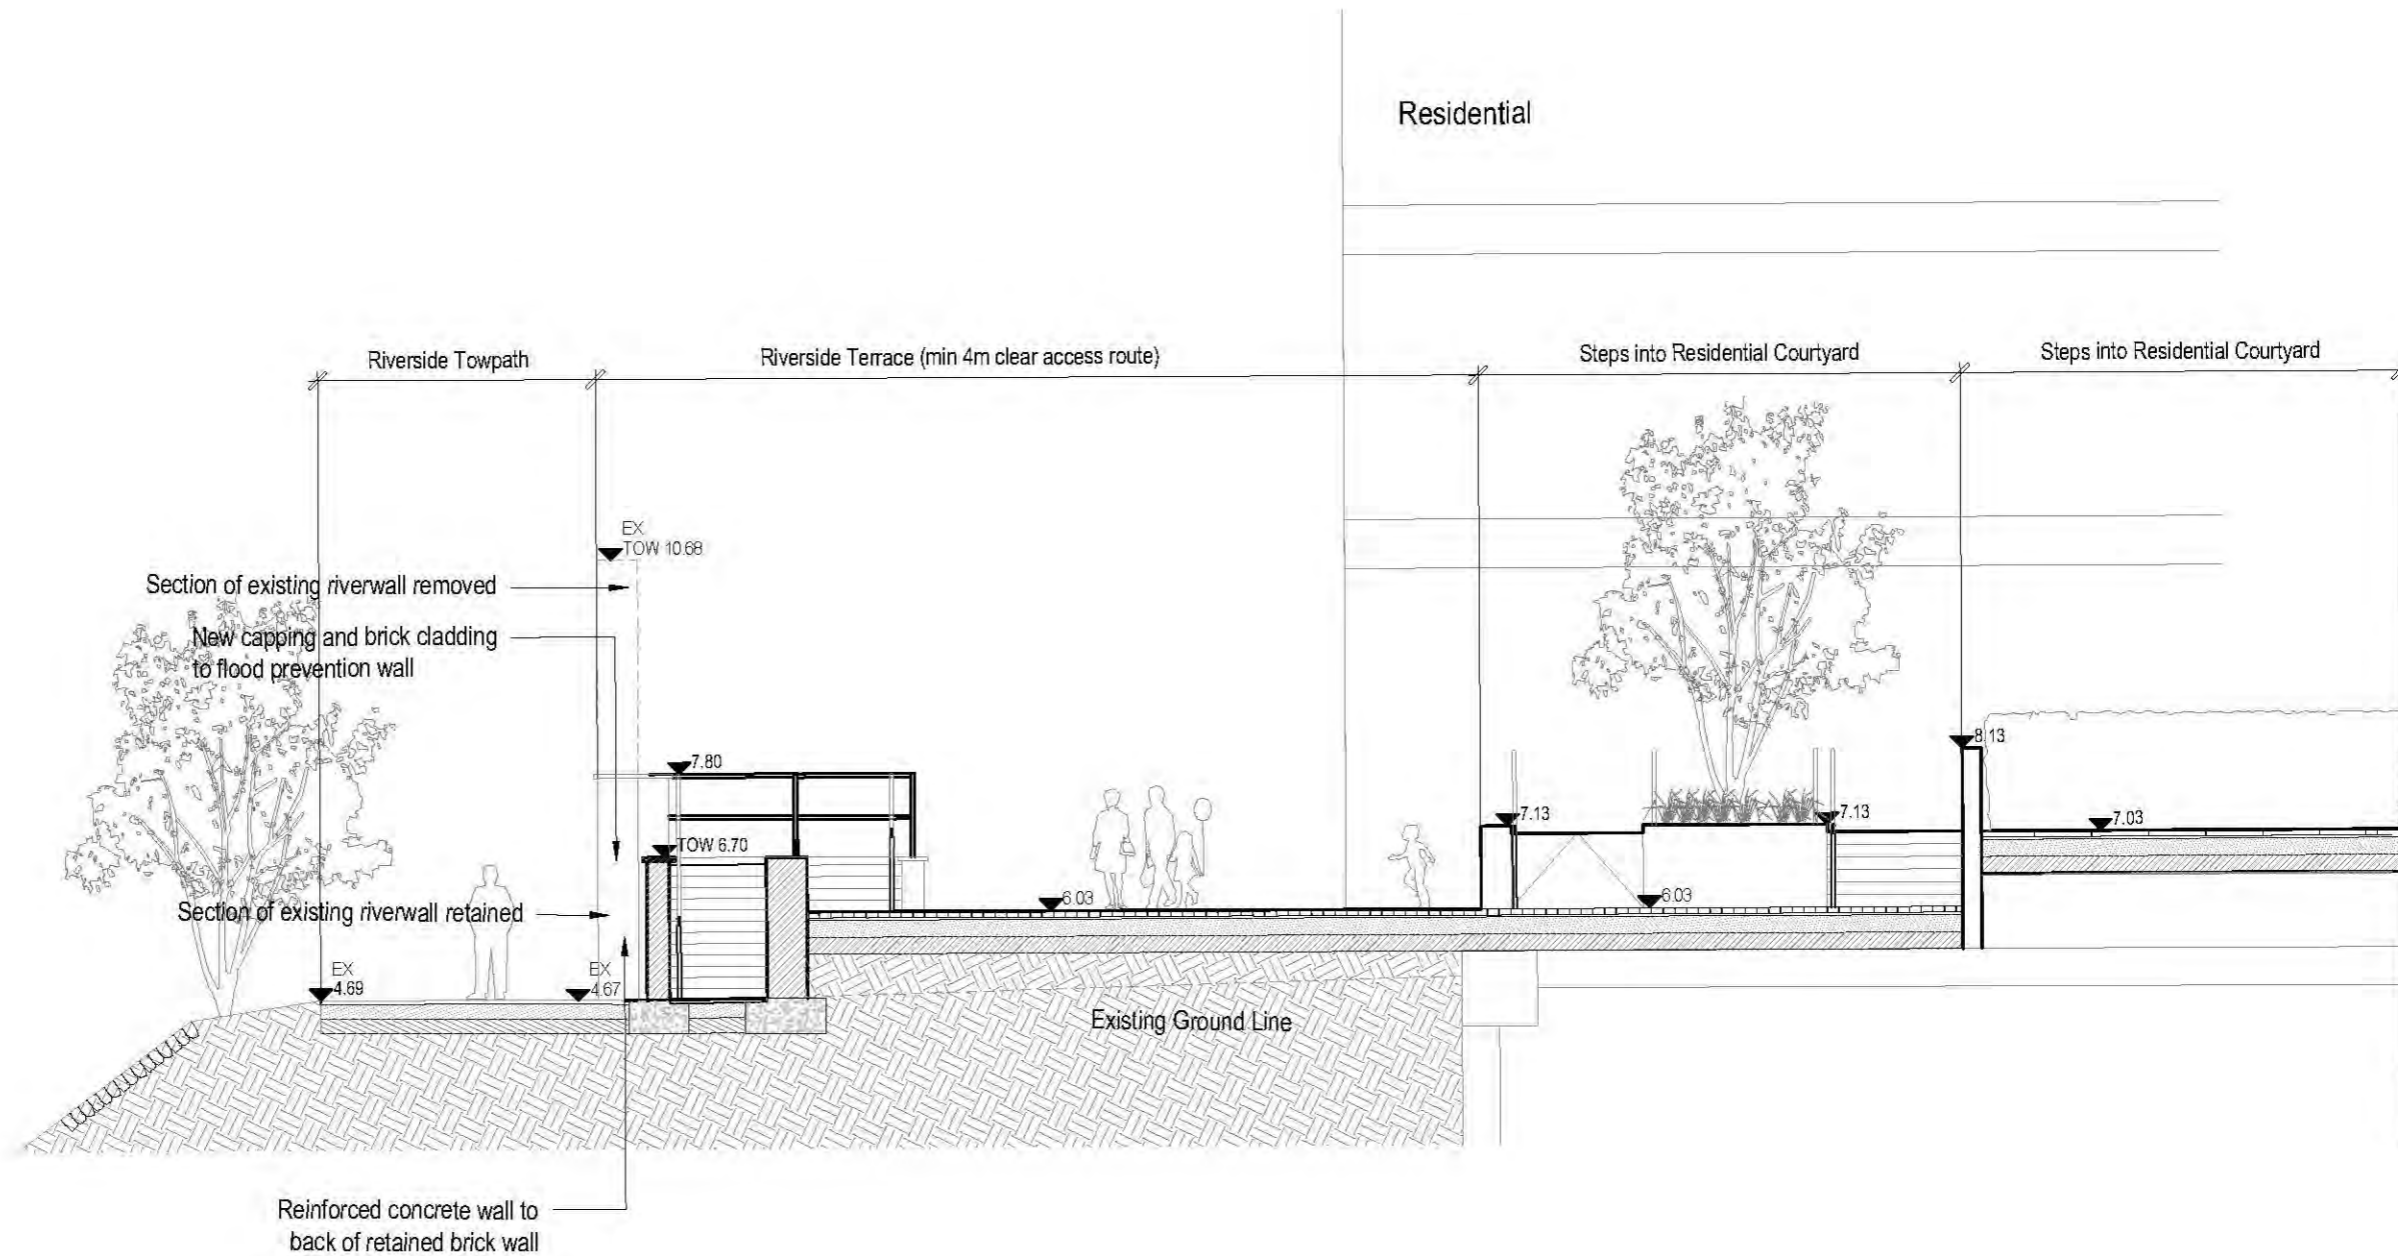 Residential
Riverside Towpath
Riverside Terrace (min 4m clear access route)
Steps into Residential Courtyard
Steps into Residential Courtyard
EX
TOW 10.68
Section of existing riverwall removed
New capping and brick cladding
to flood prevention wall
8.13
7.80
7.13
7.13
7.03
TOW 6.70
6.03
6.03
Section of existing riverwall retained
EX
4.69
EX
4.67
Existing Ground Line
Reinforced concrete wall to
back of retained brick wall